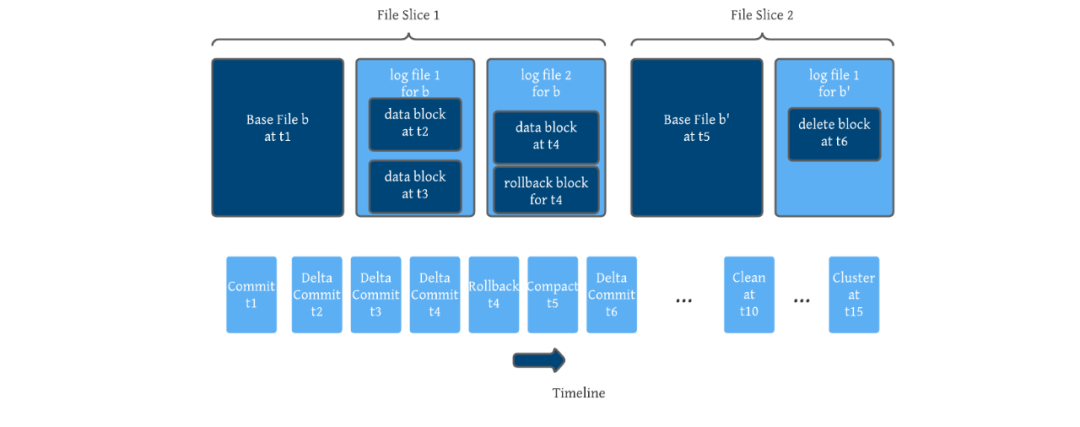 File Slice 1
File Slice 2
Base File b
at t1
log file 1
for b
data block
at t2
data block
at t3
log file 2
for b
data block
at t4
rollback block
for t4
Base File b'
at t5
log file 1
for b'
delete block
at t6
Commit
t1
Delta
Commit
t2
Delta
Commit
t3
Delta
Commit
t4
Rollback
t4
Compact
t5
Delta
Commit
t6
...
Clean
at
t10
...
Cluster
at
t15
Timeline